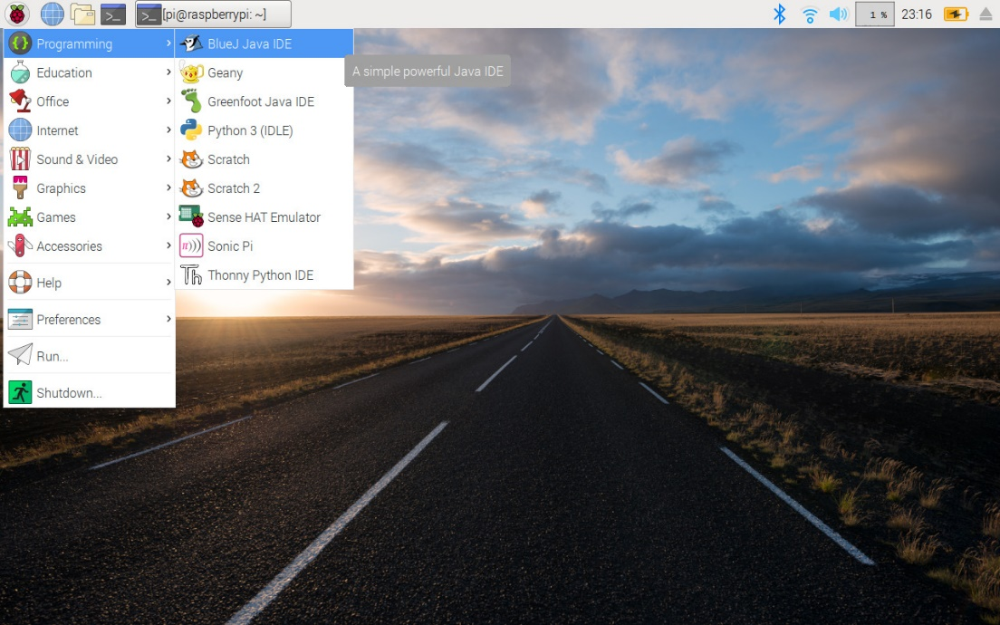 [pi@raspberrypi: ~]
1 %
23:16
Programming
Education
Office
Internet
Sound & Video
Graphics
Games
Accessories
Help
Preferences
Run...
Shutdown...
BlueJ Java IDE
Geany
Greenfoot Java IDE
Python 3 (IDLE)
Scratch
Scratch 2
Sense HAT Emulator
Sonic Pi
Thonny Python IDE
A simple powerful Java IDE